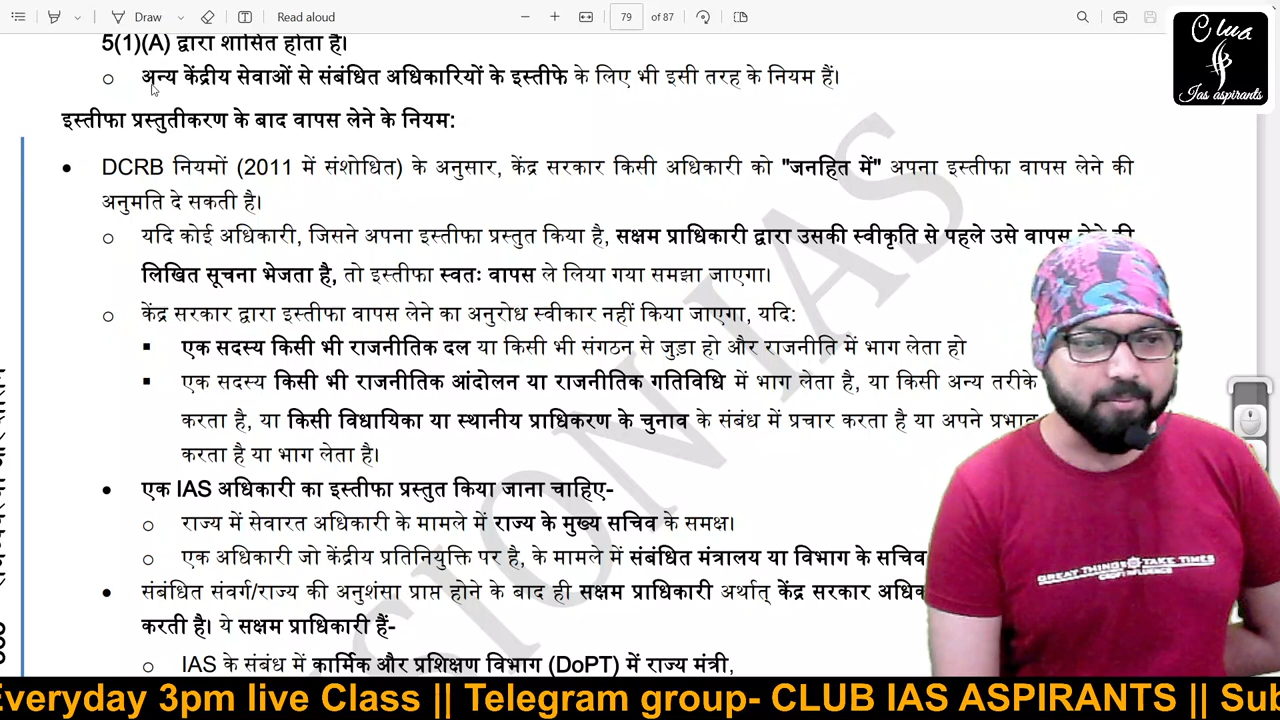 Draw
Read aloud
79
of 87
Clua
Ias aspirants
5(1)(A) द्वारा शासित होता है।
अन्य केंद्रीय सेवाओं से संबंधित अधिकारियों के इस्तीफे के लिए भी इसी तरह के नियम हैं।
इस्तीफा प्रस्तुतीकरण के बाद वापस लेने के नियम:
DCRB नियमों (2011 में संशोधित) के अनुसार, केंद्र सरकार किसी अधिकारी को "जनहित में" अपना इस्तीफा वापस लेने की
अनुमति दे सकती है।
यदि कोई अधिकारी, जिसने अपना इस्तीफा प्रस्तुत किया है, सक्षम प्राधिकारी द्वारा उसकी स्वीकृति से पहले उसे वापस लेने की
लिखित सूचना भेजता है, तो इस्तीफा स्वतः वापस ले लिया गया समझा जाएगा।
केंद्र सरकार द्वारा इस्तीफा वापस लेने का अनुरोध स्वीकार नहीं किया जाएगा, यदि:
एक सदस्य किसी भी राजनीतिक दल या किसी भी संगठन से जुड़ा हो और राजनीति में भाग लेता हो
एक सदस्य किसी भी राजनीतिक आंदोलन या राजनीतिक गतिविधि में भाग लेता है, या किसी अन्य तरीके
करता है, या किसी विधायिका या स्थानीय प्राधिकरण के चुनाव के संबंध में प्रचार करता है या अपने
करता है या भाग लेता है।
एक IAS अधिकारी का इस्तीफा प्रस्तुत किया जाना चाहिए-
राज्य में सेवारत अधिकारी के मामले में राज्य के मुख्य सचिव के समक्ष।
एक अधिकारी जो केंद्रीय प्रतिनियुक्ति पर है, के मामले में संबंधित मंत्रालय या विभाग के सचिव
संबंधित संवर्ग/राज्य की अनुशंसा प्राप्त होने के बाद ही सक्षम प्राधिकारी अर्थात् केंद्र सरकार
करती है। ये सक्षम प्राधिकारी हैं-
IAS के संबंध में कार्मिक और प्रशिक्षण विभाग (DoPT) में राज्य मंत्री,
VISION IAS
GREAT THINGS TAKE TIMES
Everyday 3pm live Class || Telegram group- CLUB IAS ASPIRANTS || Sub